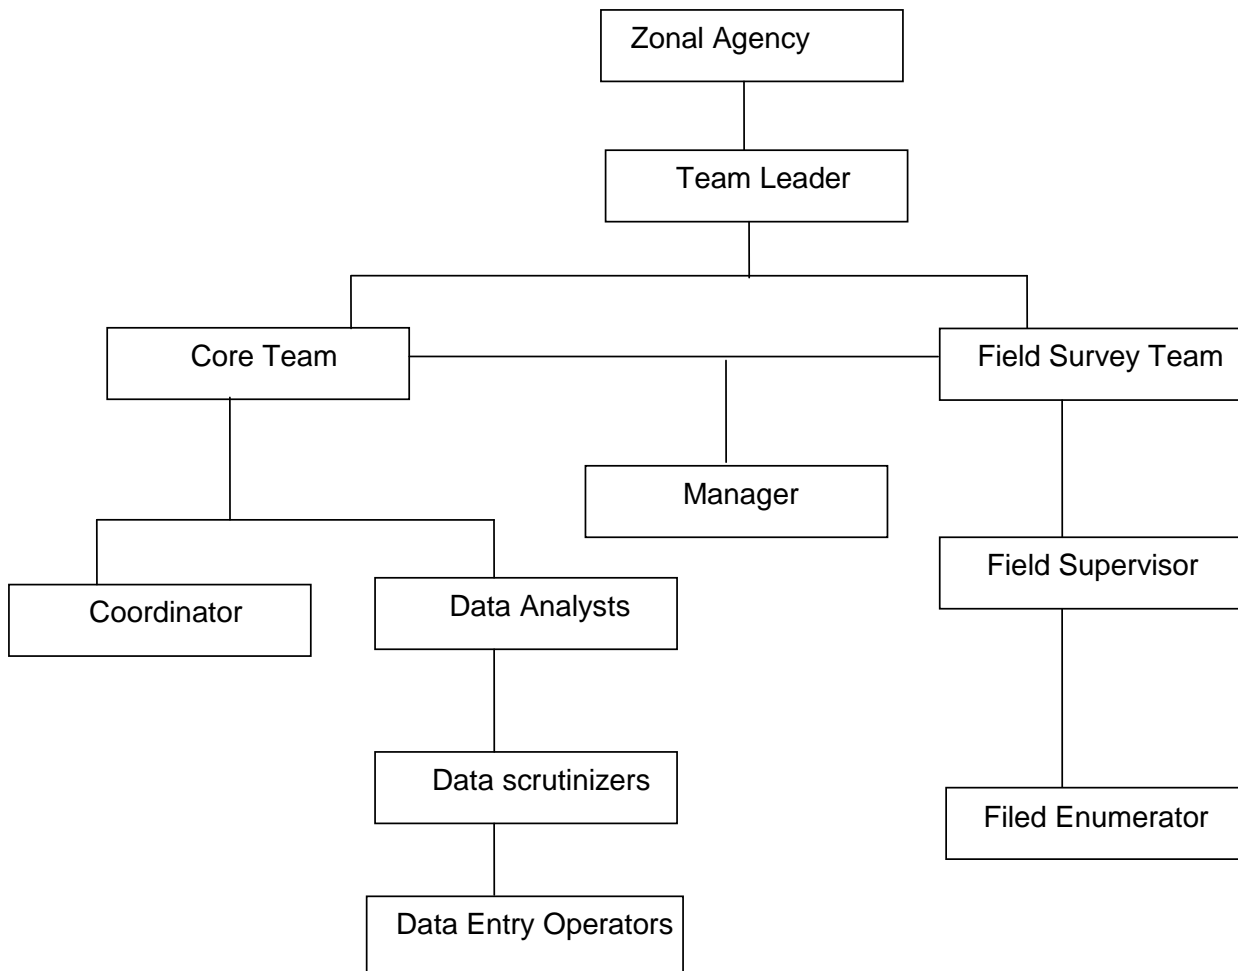 Zonal Agency
Team Leader
Core Team
Field Survey Team
Manager
Field Supervisor
Coordinator
Data Analysts
Data scrutinizers
Filed Enumerator
Data Entry Operators